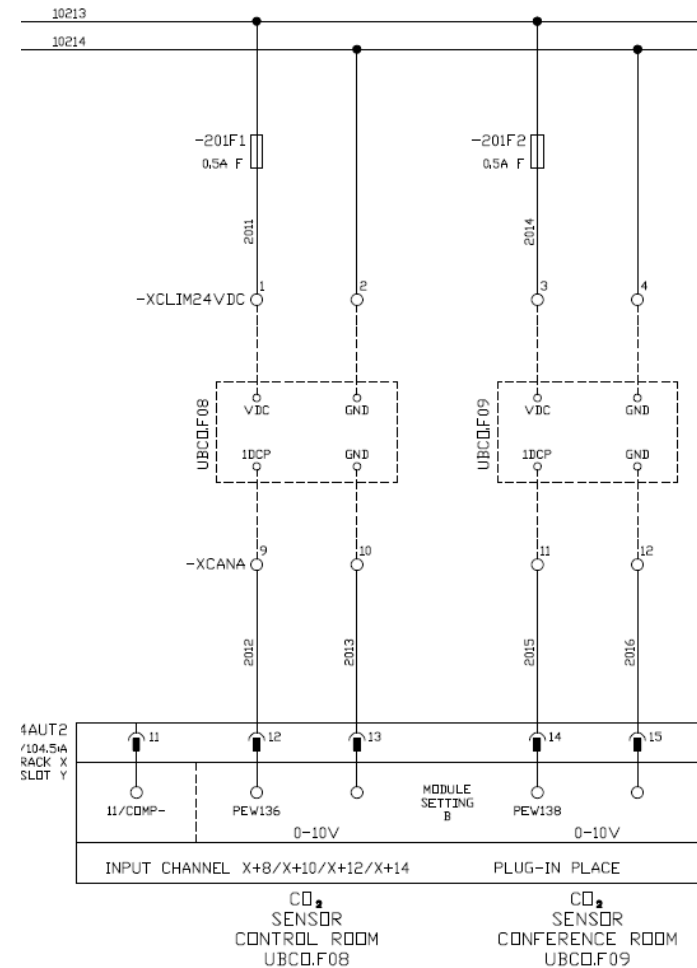 10213
10214
-201F1
0.5A F
-201F2
0.5A F
2011
2014
-XCLIM24VDC
1
2
3
4
UBCO.F08
VDC
GND
1DCP
GND
UBCO.F09
VDC
GND
1DCP
GND
-XCANA
9
10
11
12
2012
2013
2015
2016
4AUT2
/104.5iA
RACK X
SLOT Y
11
12
13
14
15
11/COMP-
PEW136
MODULE
SETTING
B
PEW138
0-10V
0-10V
INPUT CHANNEL X+8/X+10/X+12/X+14
PLUG-IN PLACE
CO₂
SENSOR
CONTROL ROOM
UBCO.F08
CO₂
SENSOR
CONFERENCE ROOM
UBCO.F09